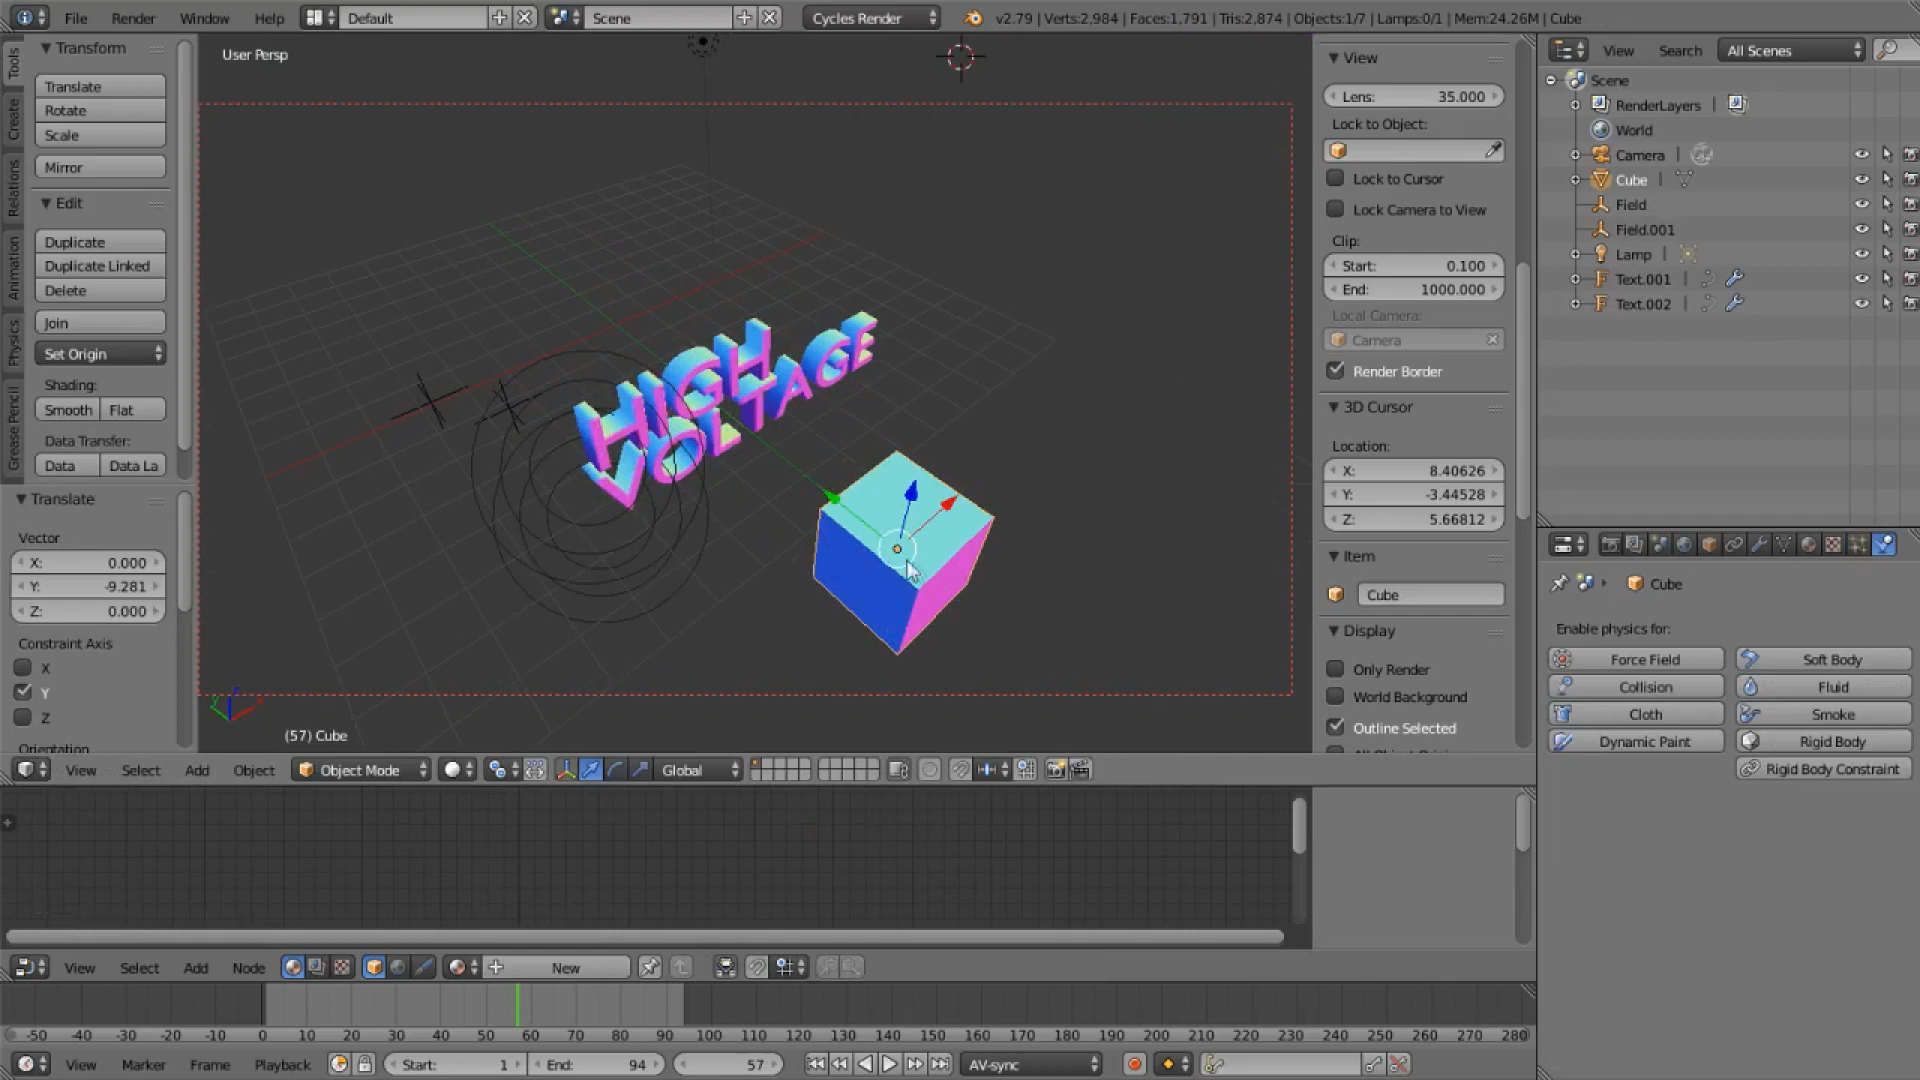 File Render Window Help Default Scene Cycles Render v2.79 | Verts:2,984 | Faces:1,791 | Tris:2,874 | Objects:1/7 | Lamps:0/1 | Mem:24.26M | Cube
Tools
Create
Relations
Animation
Physics
Grease Pencil
Transform
Translate
Rotate
Scale
Mirror
Edit
Duplicate
Duplicate Linked
Delete
Join
Set Origin
Shading:
Smooth Flat
Data Transfer:
Data Data La
Translate
Vector
X: 0.000
Y: -9.281
Z: 0.000
Constraint Axis
X
Y
Z
Orientation
User Persp
HIGH
VOLTAGE
(57) Cube
View
Lens: 35.000
Lock to Object:
Lock to Cursor
Lock Camera to View
Clip:
Start: 0.100
End: 1000.000
Local Camera:
Camera
Render Border
3D Cursor
Location:
X: 8.40626
Y: -3.44528
Z: 5.66812
Item
Cube
Display
Only Render
World Background
Outline Selected
View Search All Scenes
Scene
RenderLayers |
World
Camera |
Cube |
Field
Field.001
Lamp |
Text.001 |
Text.002 |
Cube
Enable physics for:
Force Field Soft Body
Collision Fluid
Cloth Smoke
Dynamic Paint Rigid Body
Rigid Body Constraint
View Select Add Object Object Mode Global
View Select Add Node New
-50 -40 -30 -20 -10 0 10 20 30 40 50 60 70 80 90 100 110 120 130 140 150 160 170 180 190 200 210 220 230 240 250 260 270 280
View Marker Frame Playback Start: 1 End: 94 57 AV-sync